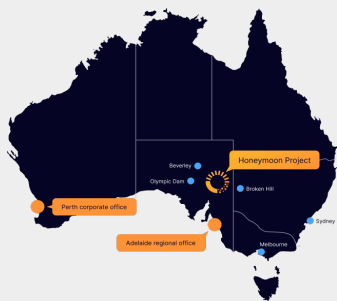 Honeymoon Project
Beverley
Olympic Dam
Broken Hill
Perth corporate office
Sydney
Adelaide regional office
Melbourne